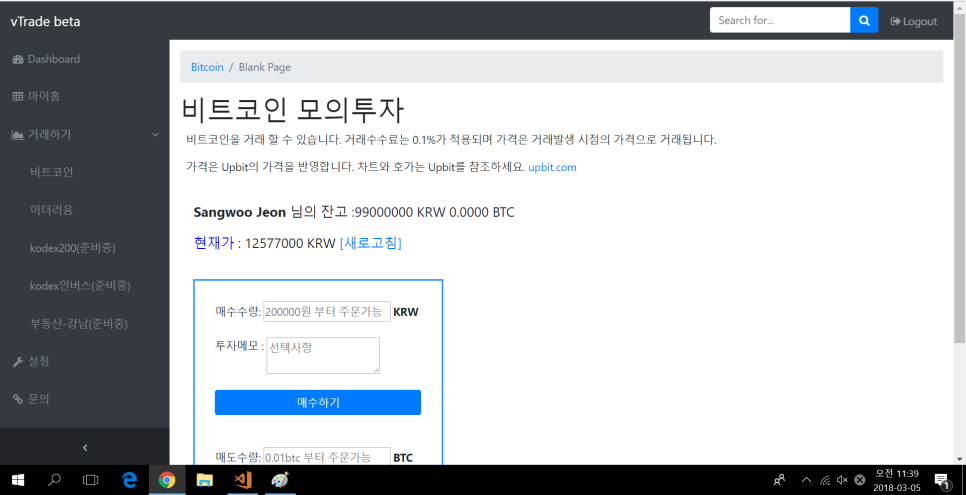 vTrade beta
Search for...
Logout
Dashboard
마이홈
거래하기
비트코인
이더리움
kodex200(준비중)
kodex인버스(준비중)
부동산-강남(준비중)
설정
문의
Bitcoin / Blank Page
비트코인 모의투자
비트코인을 거래 할 수 있습니다. 거래수수료는 0.1%가 적용되며 가격은 거래발생 시점의 가격으로 거래됩니다.
가격은 Upbit의 가격을 반영합니다. 차트와 호가는 Upbit를 참조하세요. upbit.com
Sangwoo Jeon 님의 잔고 :99000000 KRW 0.0000 BTC
현재가 : 12577000 KRW [새로고침]
매수수량: 200000원 부터 주문가능 KRW
투자메모 : 선택사항
매수하기
매도수량: 0.01btc 부터 주문가능 BTC
오전 11:39
2018-03-05
1